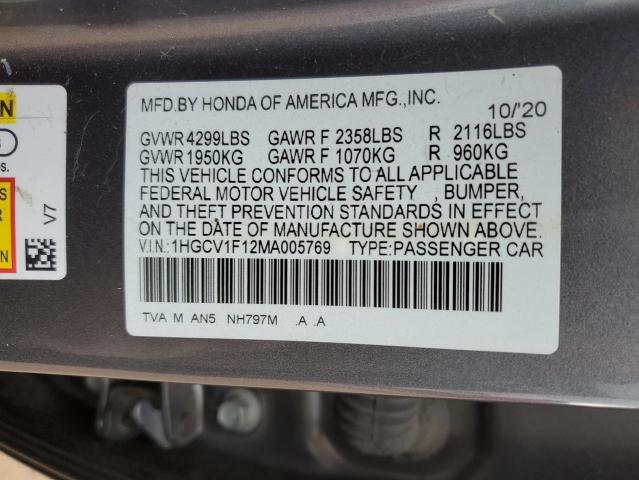 N
S
os.
S
R
N
V7
MFD.BY HONDA OF AMERICA MFG.,INC. 10/'20
GVWR 4299LBS GAWR F 2358LBS R 2116LBS
GVWR 1950KG GAWR F 1070KG R 960KG
THIS VEHICLE CONFORMS TO ALL APPLICABLE
FEDERAL MOTOR VEHICLE SAFETY , BUMPER,
AND THEFT PREVENTION STANDARDS IN EFFECT
ON THE DATE OF MANUFACTURE SHOWN ABOVE.
V.I.N.:1HGCV1F12MA005769 TYPE:PASSENGER CAR
TVA M AN5 NH797M .A .A